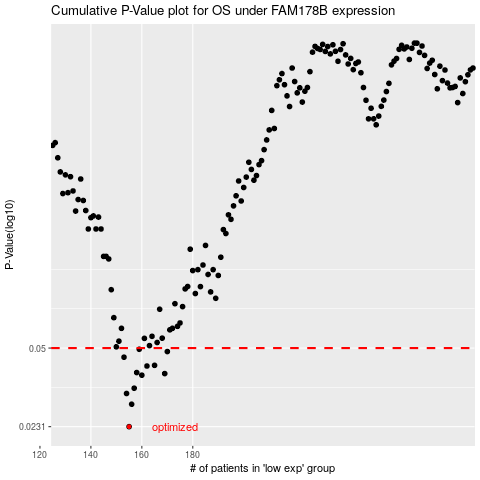 Cumulative P-Value plot for OS under FAM178B expression
P-Value(log10)
0.05
0.0231
optimized
120 140 160 180
# of patients in 'low exp' group